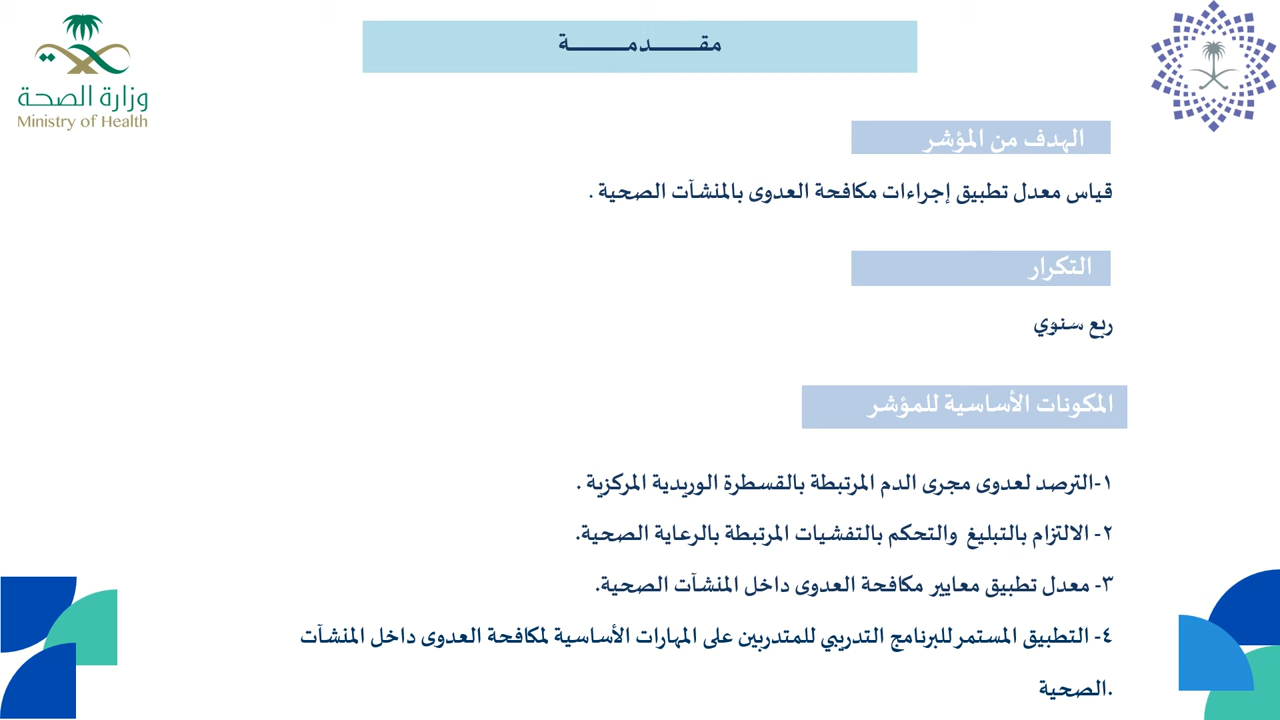 وزارة الصحة
Ministry of Health
مقـــــدمـــــــة
الهدف من المؤشر
قياس معدل تطبيق إجراءات مكافحة العدوى بالمنشآت الصحية .
التكرار
ربع سنوي
المكونات الأساسية للمؤشر
١-الترصد لعدوى مجرى الدم المرتبطة بالقسطرة الوريدية المركزية .
٢- الالتزام بالتبليغ والتحكم بالتفشيات المرتبطة بالرعاية الصحية.
٣- معدل تطبيق معايير مكافحة العدوى داخل المنشآت الصحية.
٤- التطبيق المستمر للبرنامج التدريبي للمتدربين على المهارات الأساسية لمكافحة العدوى داخل المنشآت
.الصحية